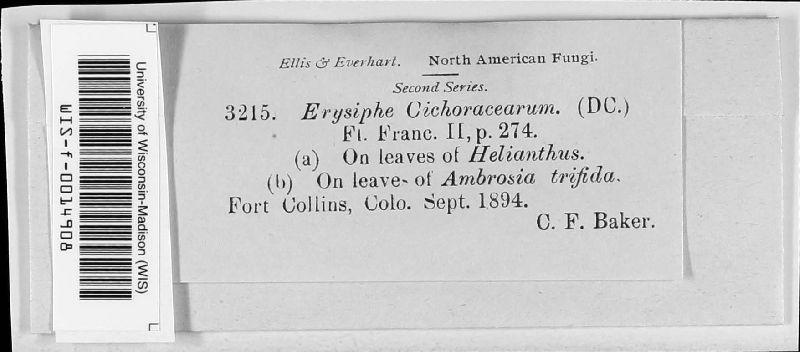 Ellis & Everhart. North American Fungi.
Second Series.
3215. Erysiphe Cichoracearum. (DC.)
Fl. Franc. II, p. 274.
(a) On leaves of Helianthus.
(b) On leaves of Ambrosia trifida.
Fort Collins, Colo. Sept. 1894.
C. F. Baker.
University of Wisconsin-Madison (WIS)
WIS-f-0014908